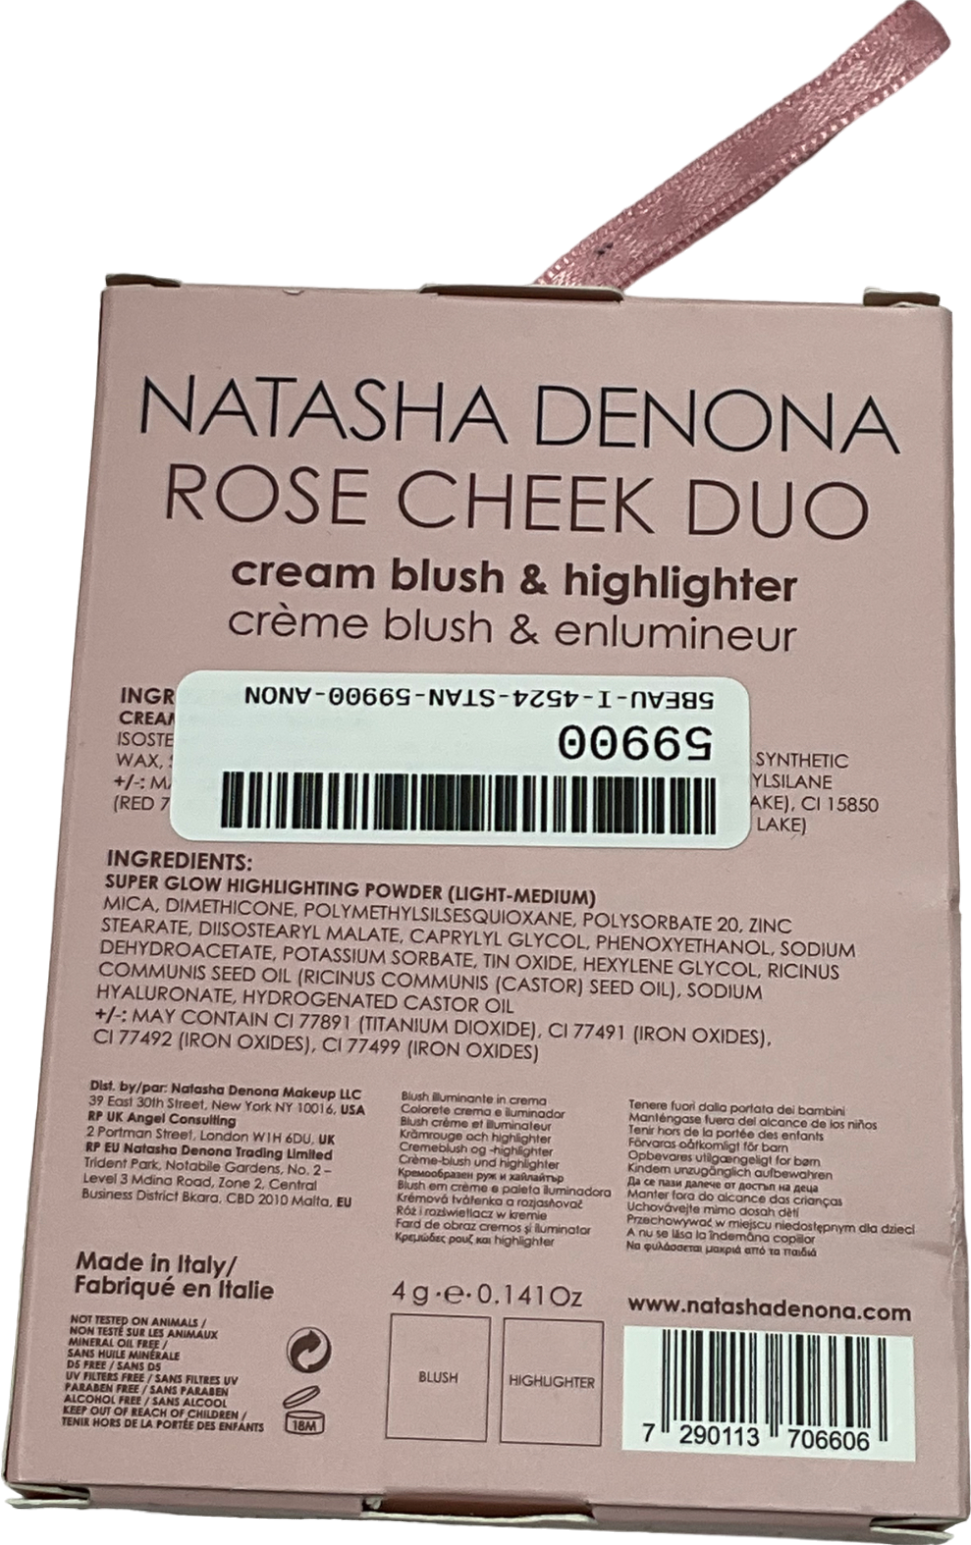 NATASHA DENONA
ROSE CHEEK DUO
cream blush & highlighter
crème blush & enlumineur
5BEAU-I-4524-STAN-59900-ANON
59900
SYNTHETIC
CI 15850
LAKE)
(RED 7
WAX,
+/-:
INGREDIENTS:
SUPER GLOW HIGHLIGHTING POWDER (LIGHT-MEDIUM)
MICA, DIMETHICONE, POLYMETHYLSILSESQUIOXANE, POLYSORBATE 20, ZINC
STEARATE, DIISOSTEARYL MALATE, CAPRYLYL GLYCOL, PHENOXYETHANOL, SODIUM
DEHYDROACETATE, POTASSIUM SORBATE, TIN OXIDE, HEXYLENE GLYCOL, RICINUS
COMMUNIS SEED OIL (RICINUS COMMUNIS (CASTOR) SEED OIL), SODIUM
HYALURONATE, HYDROGENATED CASTOR OIL
+/-: MAY CONTAIN CI 77891 (TITANIUM DIOXIDE), CI 77491 (IRON OXIDES),
CI 77492 (IRON OXIDES), CI 77499 (IRON OXIDES)
Dist. by/par: Natasha Denona Makeup LLC
39 East 30th Street, New York NY 10016, USA
RP UK Angel Consulting
2 Portman Street, London W1H 6DU, UK
RP EU Natasha Denona Trading Limited
Trident Park, Notabile Gardens, No. 2 –
Level 3 Mdina Road, Zone 2, Central
Business District Bkara, CBD 2010 Malta, EU
Blush illuminante in crema
Colorete crema e iluminador
Blush crème et illuminateur
Krämrouge och highlighter
Cremeblush og -highlighter
Crème-blush und highlighter
Кремообразен руж и хайлайтър
Blush em crème e paleta iluminadora
Krémová tvářenka a rozjasňovač
Róż i rozświetlacz w kremie
Fard de obraz cremos și iluminator
Κρεμώδες ρουζ και highlighter
Tenere fuori dalla portata dei bambini
Manténgase fuera del alcance de los niños
Tenir hors de la portée des enfants
Förvaras oåtkomligt för barn
Opbevares utilgængeligt for børn
Kindern unzugänglich aufbewahren
Да се пази далече от достъп на деца
Manter fora do alcance das crianças
Uchovávejte mimo dosah dětí
Przechowywać w miejscu niedostępnym dla dzieci
A nu se lăsa la îndemâna copiilor
Να φυλάσσεται μακριά από τα παιδιά
Made in Italy/
Fabriqué en Italie
4 g ·e· 0.141 Oz
www.natashadenona.com
NOT TESTED ON ANIMALS /
NON TESTÉ SUR LES ANIMAUX
MINERAL OIL FREE /
SANS HUILE MINÉRALE
D5 FREE / SANS D5
UV FILTERS FREE / SANS FILTRES UV
PARABEN FREE / SANS PARABEN
ALCOHOL FREE / SANS ALCOOL
KEEP OUT OF REACH OF CHILDREN /
TENIR HORS DE LA PORTÉE DES ENFANTS
18M
BLUSH
HIGHLIGHTER
7 290113 706606